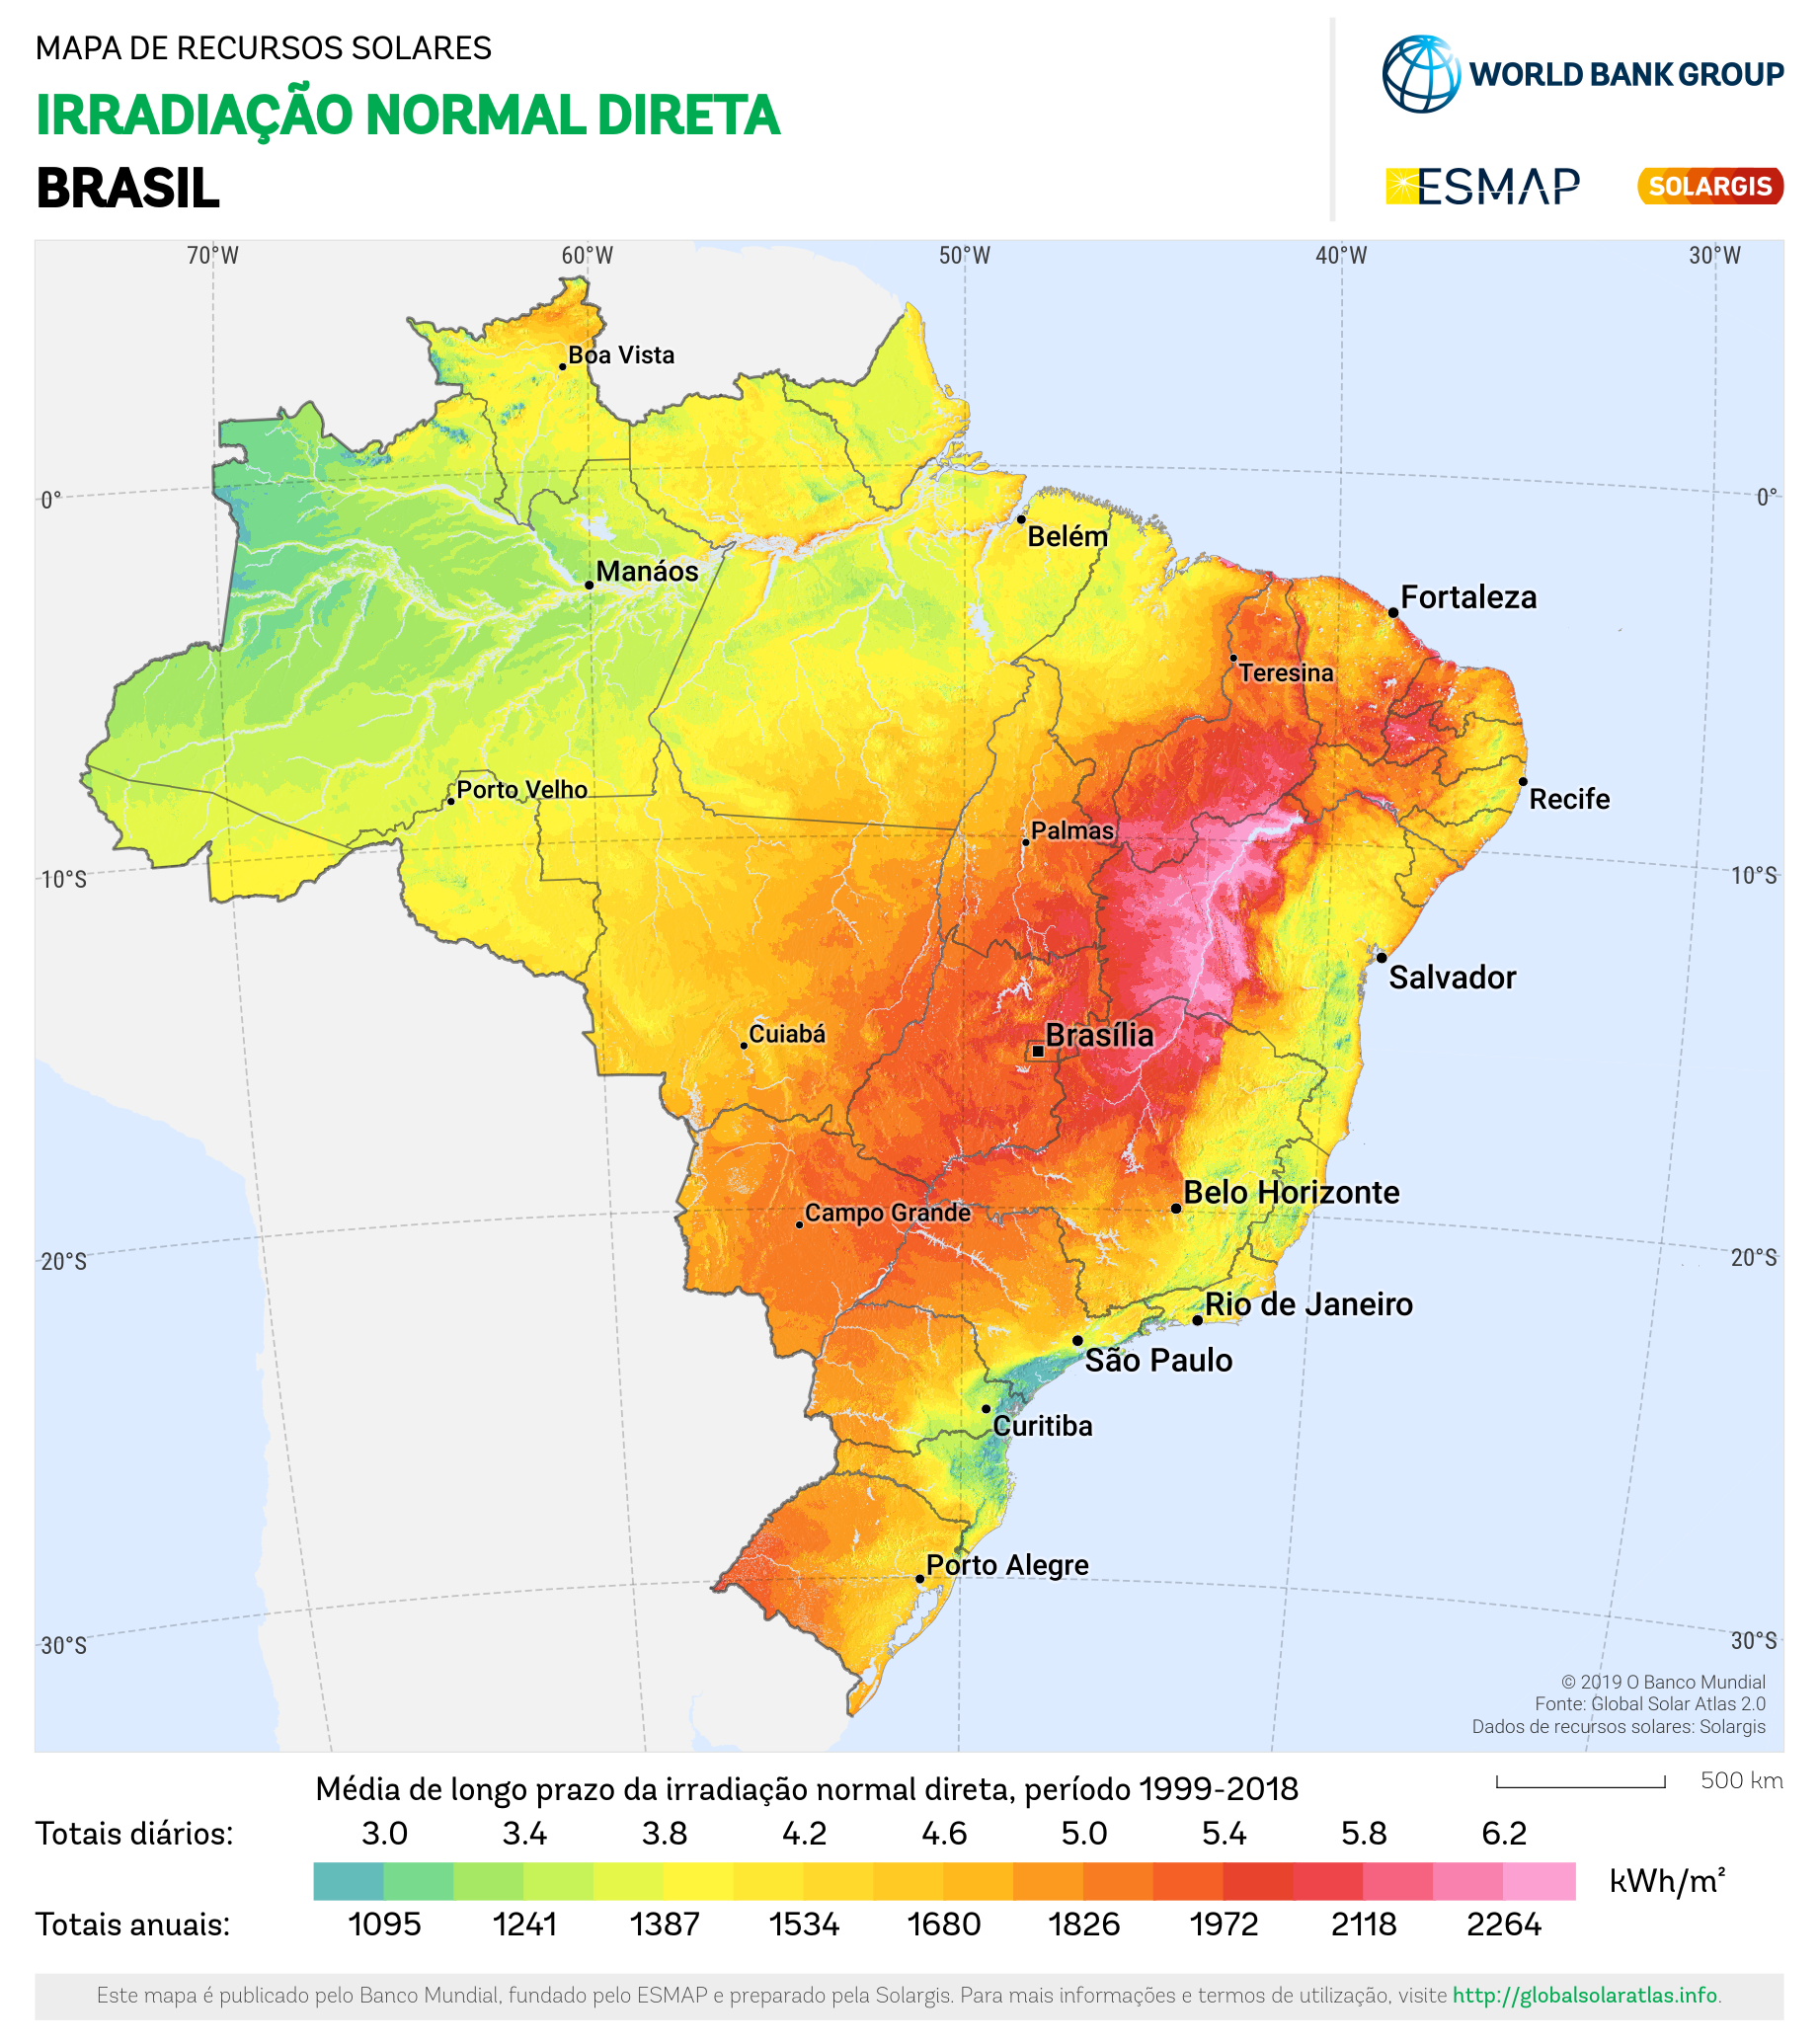 MAPA DE RECURSOS SOLARES
IRRADIAÇÃO NORMAL DIRETA
BRASIL
WORLD BANK GROUP
ESMAP
SOLARGIS
70°W 60°W 50°W 40°W 30°W
Boa Vista
0° 0°
Belém
Manáos
Fortaleza
Teresina
Porto Velho
Recife
Palmas
10°S 10°S
Salvador
Cuiabá
Brasília
Belo Horizonte
Campo Grande
20°S 20°S
Rio de Janeiro
São Paulo
Curitiba
Porto Alegre
30°S 30°S
© 2019 O Banco Mundial
Fonte: Global Solar Atlas 2.0
Dados de recursos solares: Solargis
Média de longo prazo da irradiação normal direta, período 1999-2018
500 km
Totais diários: 3.0 3.4 3.8 4.2 4.6 5.0 5.4 5.8 6.2
kWh/m²
Totais anuais: 1095 1241 1387 1534 1680 1826 1972 2118 2264
Este mapa é publicado pelo Banco Mundial, fundado pelo ESMAP e preparado pela Solargis. Para mais informações e termos de utilização, visite http://globalsolaratlas.info.